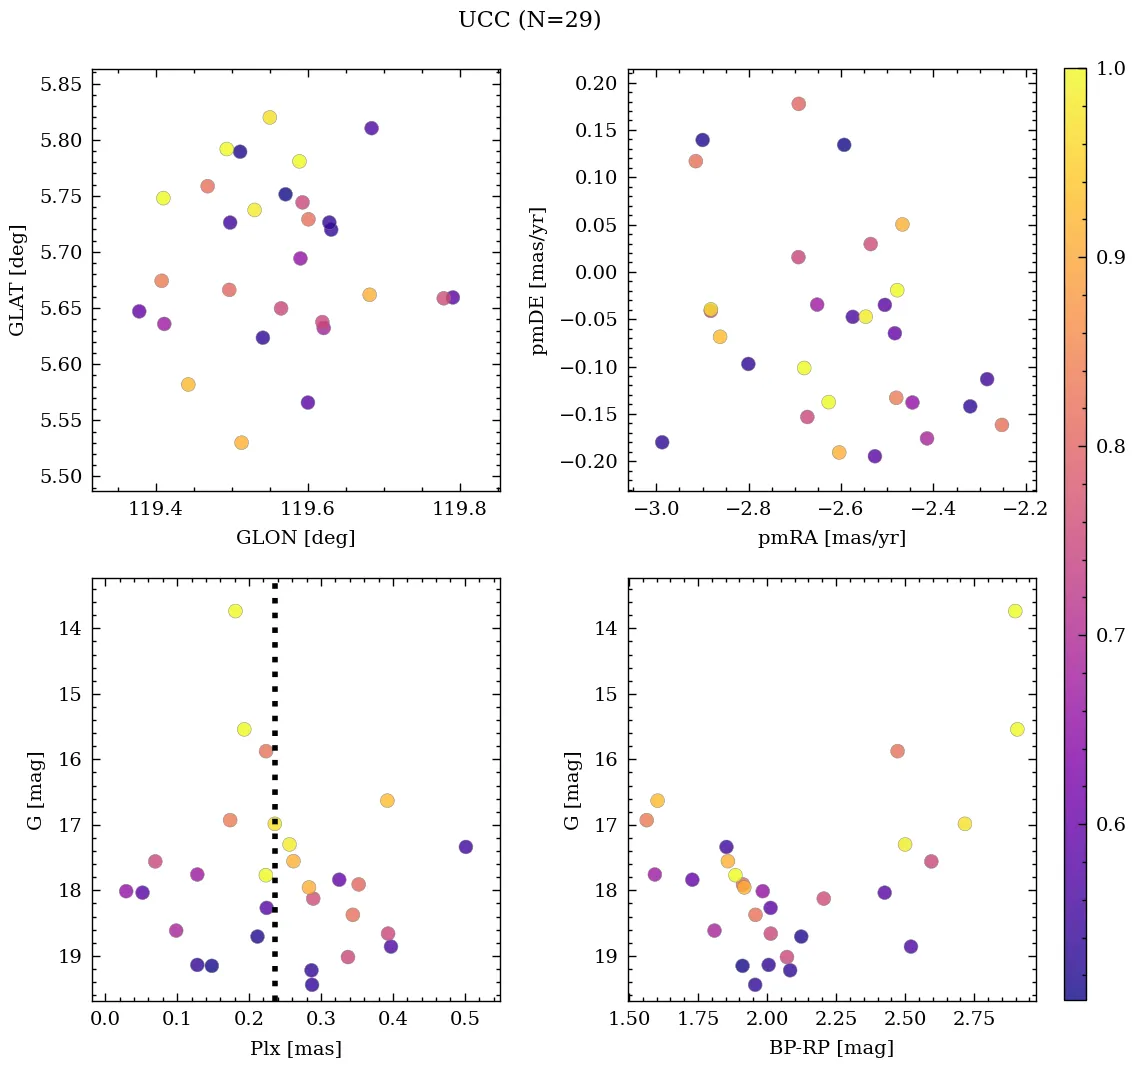 UCC (N=29)
5.85
5.80
5.75
5.70
5.65
5.60
5.55
5.50
GLAT [deg]
119.4 119.6 119.8
GLON [deg]
0.20
0.15
0.10
0.05
0.00
−0.05
−0.10
−0.15
−0.20
pmDE [mas/yr]
−3.0 −2.8 −2.6 −2.4 −2.2
pmRA [mas/yr]
14
15
16
17
18
19
G [mag]
0.0 0.1 0.2 0.3 0.4 0.5
Plx [mas]
14
15
16
17
18
19
G [mag]
1.50 1.75 2.00 2.25 2.50 2.75
BP-RP [mag]
1.0
0.9
0.8
0.7
0.6